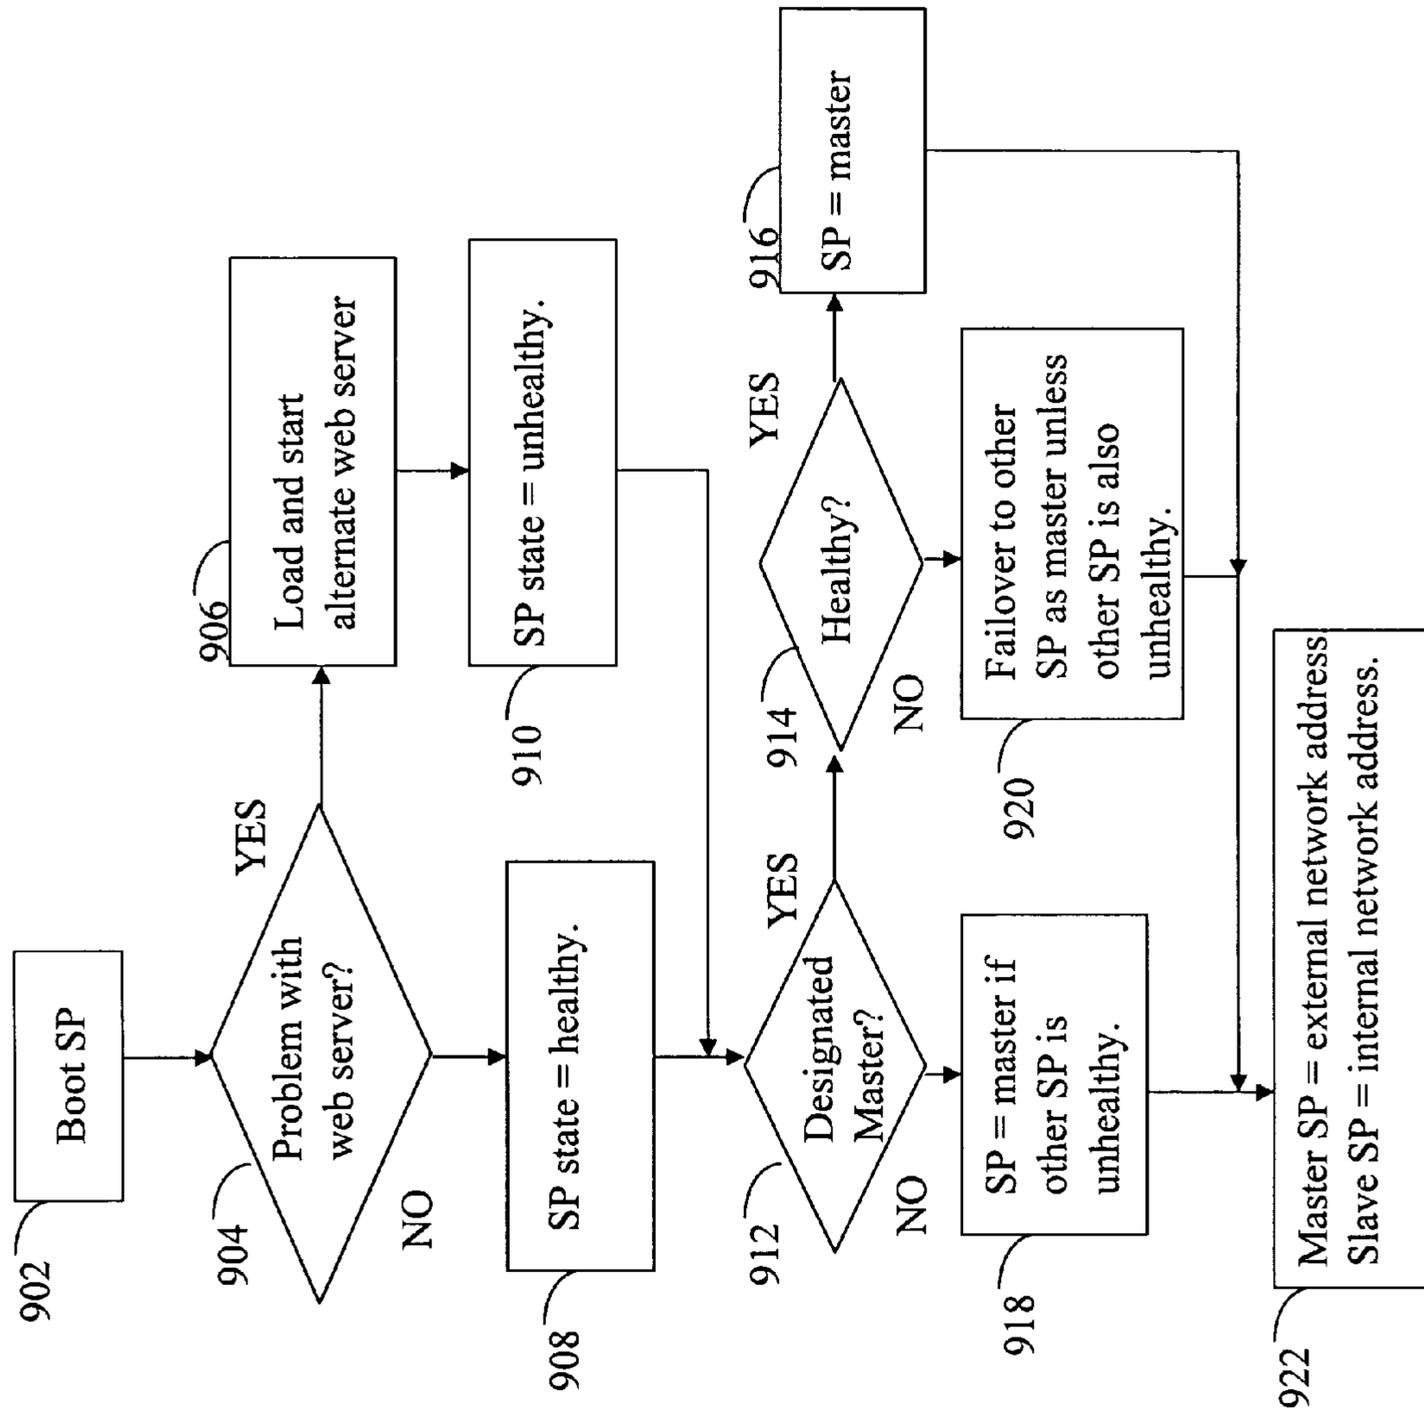 902
Boot SP
904
Problem with
web server?
YES
NO
906
Load and start
alternate web server
908
SP state = healthy.
910
SP state = unhealthy.
912
Designated
Master?
YES
NO
914
Healthy?
YES
NO
916
SP = master
918
SP = master if
other SP is
unhealthy.
920
Failover to other
SP as master unless
other SP is also
unhealthy.
922
Master SP = external network address
Slave SP = internal network address.